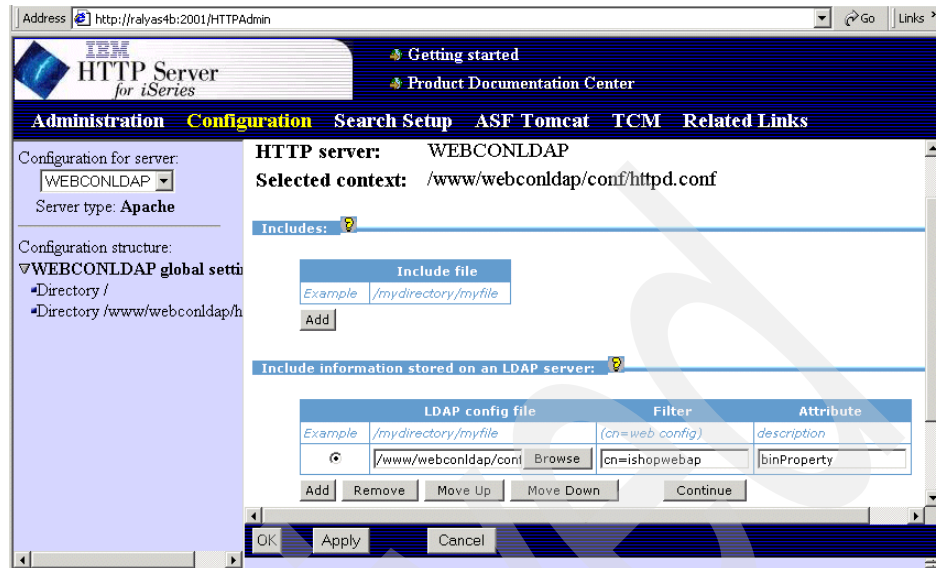 Address http://ralyas4b:2001/HTTPAdmin Go Links
IBM
HTTP Server
for iSeries
Getting started
Product Documentation Center
Administration Configuration Search Setup ASF Tomcat TCM Related Links
Configuration for server:
WEBCONLDAP
Server type: Apache
Configuration structure:
WEBCONLDAP global setti
Directory /
Directory /www/webconldap/h
HTTP server: WEBCONLDAP
Selected context: /www/webconldap/conf/httpd.conf
Includes: ?
Include file
Example /mydirectory/myfile
Add
Include information stored on an LDAP server: ?
LDAP config file Filter Attribute
Example /mydirectory/myfile (cn=web config) description
/www/webconldap/conf Browse cn=ishopwebap binProperty
Add Remove Move Up Move Down Continue
OK Apply Cancel